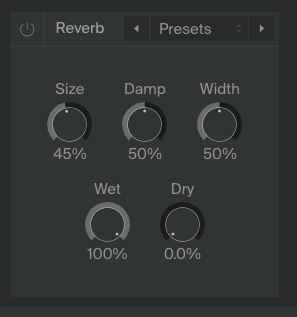 Reverb Presets
Size Damp Width
45% 50% 50%
Wet Dry
100% 0.0%